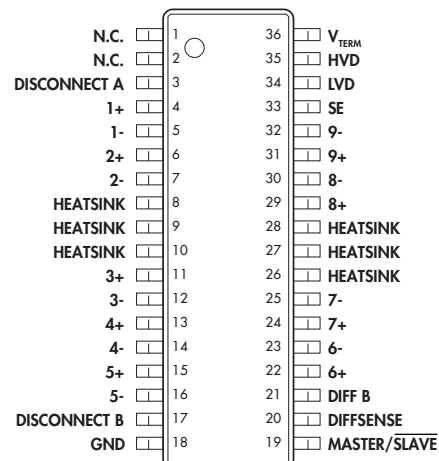 N.C. 1 36 VTERM
N.C. 2 35 HVD
DISCONNECT A 3 34 LVD
1+ 4 33 SE
1- 5 32 9-
2+ 6 31 9+
2- 7 30 8-
HEATSINK 8 29 8+
HEATSINK 9 28 HEATSINK
HEATSINK 10 27 HEATSINK
3+ 11 26 HEATSINK
3- 12 25 7-
4+ 13 24 7+
4- 14 23 6-
5+ 15 22 6+
5- 16 21 DIFF B
DISCONNECT B 17 20 DIFFSENSE
GND 18 19 MASTER/SLAVE